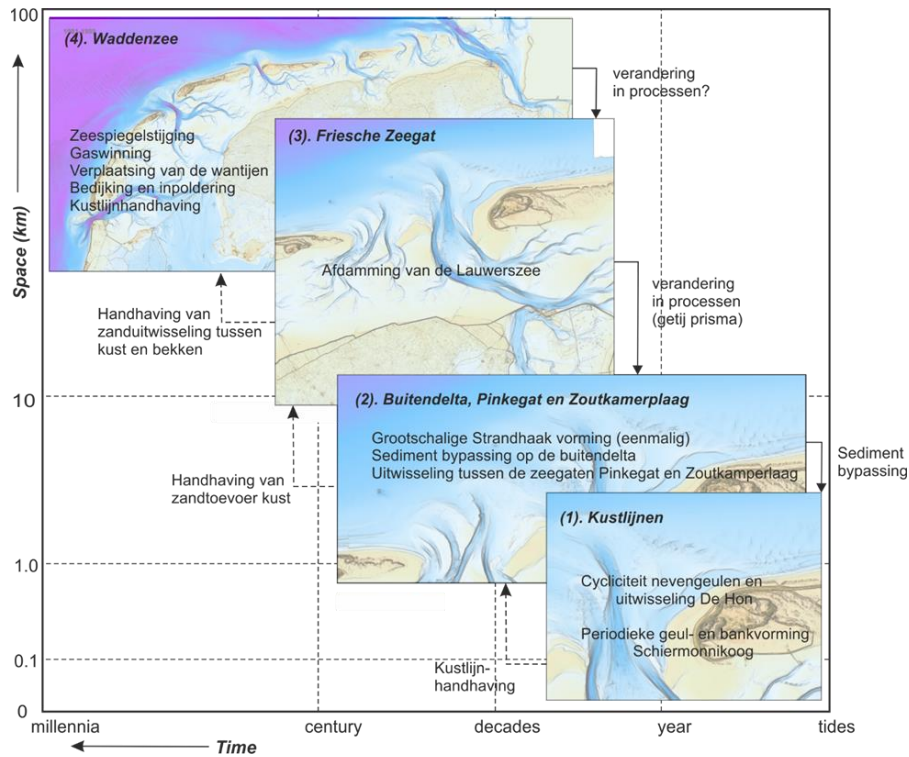 100
(4). Waddenzee
Zeespiegelstijging
Gaswinning
Verplaatsing van de wantijen
Bedijking en inpoldering
Kustlijnhandhaving
verandering
in processen?
(3). Friesche Zeegat
Afdamming van de Lauwerszee
Space (km)
Handhaving van
zanduitwisseling tussen
kust en bekken
verandering
in processen
(getij prisma)
10
(2). Buitendelta, Pinkegat en Zoutkamerplaag
Grootschalige Strandhaak vorming (eenmalig)
Sediment bypassing op de buitendelta
Uitwisseling tussen de zeegaten Pinkegat en Zoutkamperlaag
Sediment
bypassing
Handhaving van
zandtoevoer kust
(1). Kustlijnen
1.0
Cycliciteit nevengeulen en
uitwisseling De Hon
Periodieke geul- en bankvorming
Schiermonnikoog
0.1
Kustlijn-
handhaving
0
millennia
century
decades
year
tides
Time